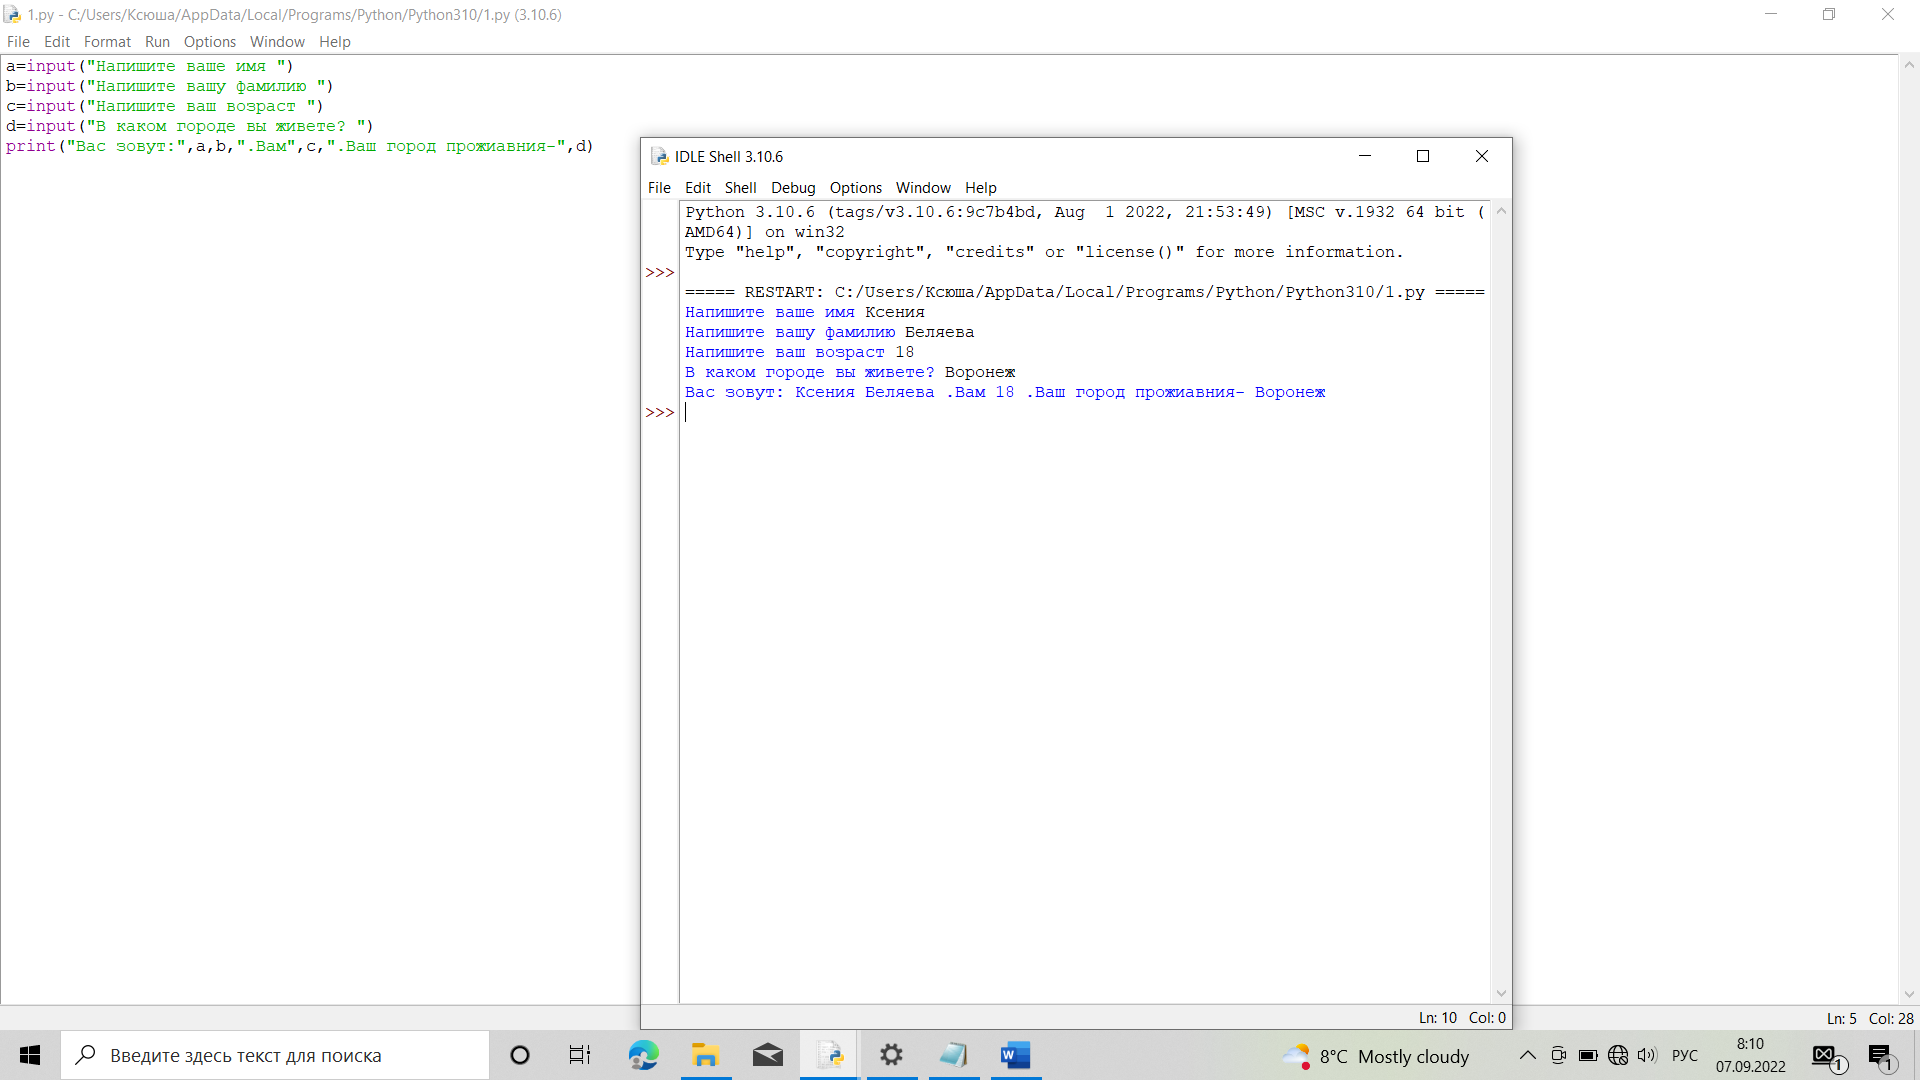 1.py - C:/Users/Ксюша/AppData/Local/Programs/Python/Python310/1.py (3.10.6)
File Edit Format Run Options Window Help
a=input("Напишите ваше имя ")
b=input("Напишите вашу фамилию ")
c=input("Напишите ваш возраст ")
d=input("В каком городе вы живете? ")
print("Вас зовут:",a,b,".Вам",c,".Ваш город прожиавния-",d)
IDLE Shell 3.10.6
File Edit Shell Debug Options Window Help
Python 3.10.6 (tags/v3.10.6:9c7b4bd, Aug  1 2022, 21:53:49) [MSC v.1932 64 bit (
AMD64)] on win32
Type "help", "copyright", "credits" or "license()" for more information.
>>>
===== RESTART: C:/Users/Ксюша/AppData/Local/Programs/Python/Python310/1.py =====
Напишите ваше имя Ксения
Напишите вашу фамилию Беляева
Напишите ваш возраст 18
В каком городе вы живете? Воронеж
Вас зовут: Ксения Беляева .Вам 18 .Ваш город прожиавния- Воронеж
>>>
Ln: 10 Col: 0
Ln: 5 Col: 28
Введите здесь текст для поиска
8°C Mostly cloudy
РУС
8:10
07.09.2022
1
1